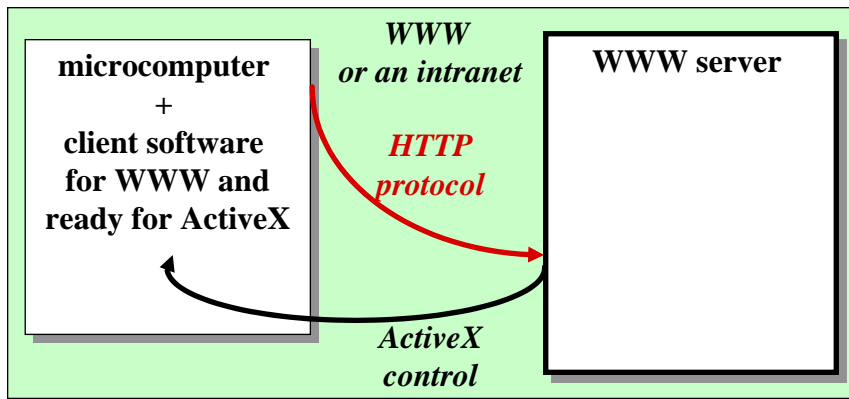 microcomputer
+
client software
for WWW and
ready for ActiveX
WWW
or an intranet
HTTP
protocol
ActiveX
control
WWW server